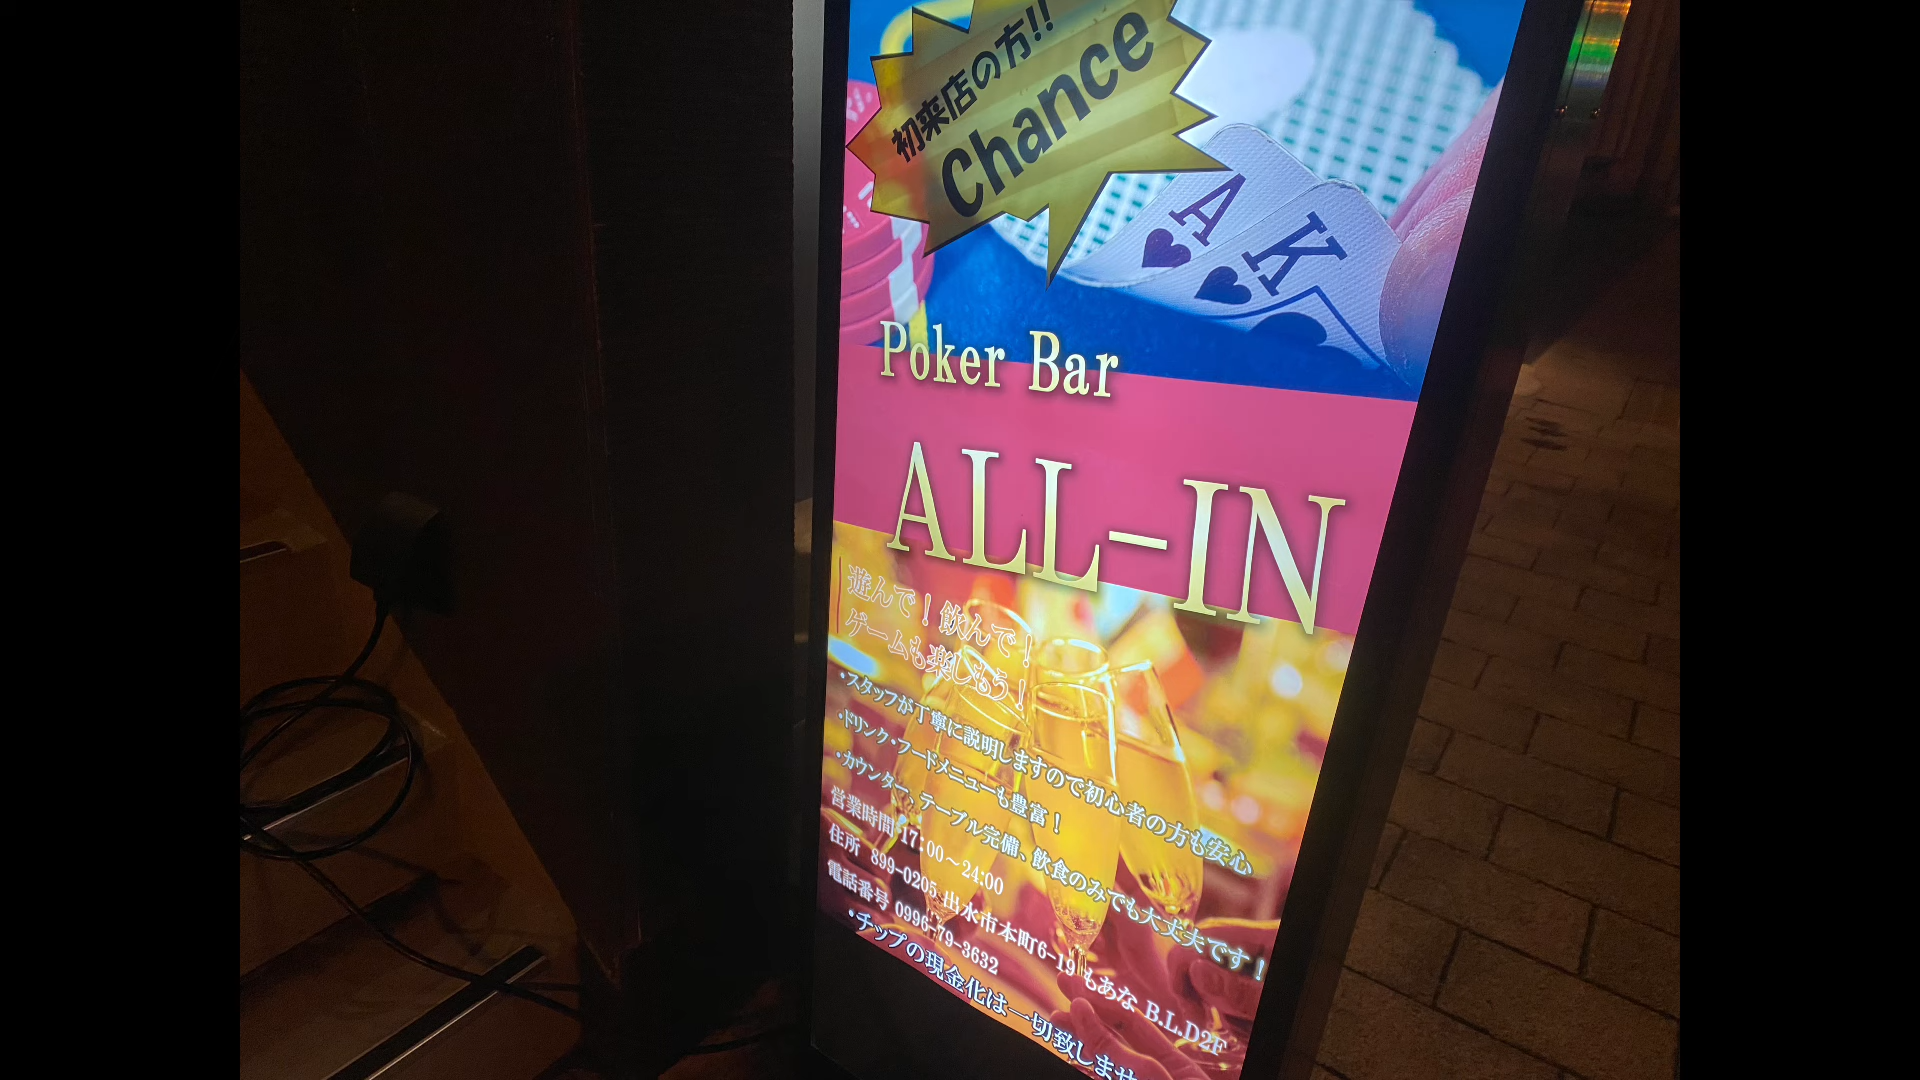 初来店の方!!
Chance
A
K
Poker Bar
ALL-IN
遊んで！飲んで！
ゲームも楽しもう！
・スタッフが丁寧に説明しますので初心者の方も安心
・ドリンク・フードメニューも豊富！
・カウンター、テーブル完備、飲食のみでも大丈夫です！
営業時間 17:00～24:00
住所 899-0205 出水市本町6-19 もあな B.L.D2F
電話番号 0996-79-3632
・チップの現金化は一切致しませ